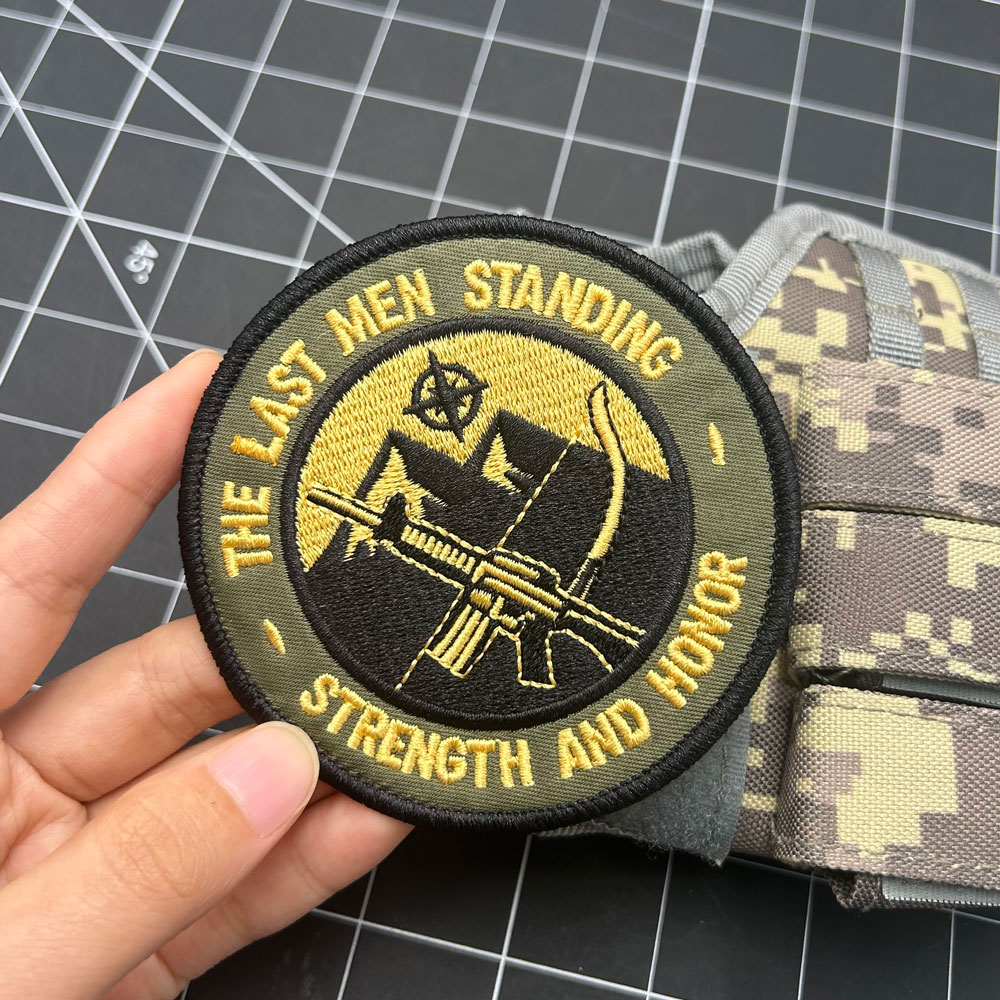 THE LAST MEN STANDING
STRENGTH AND HONOR